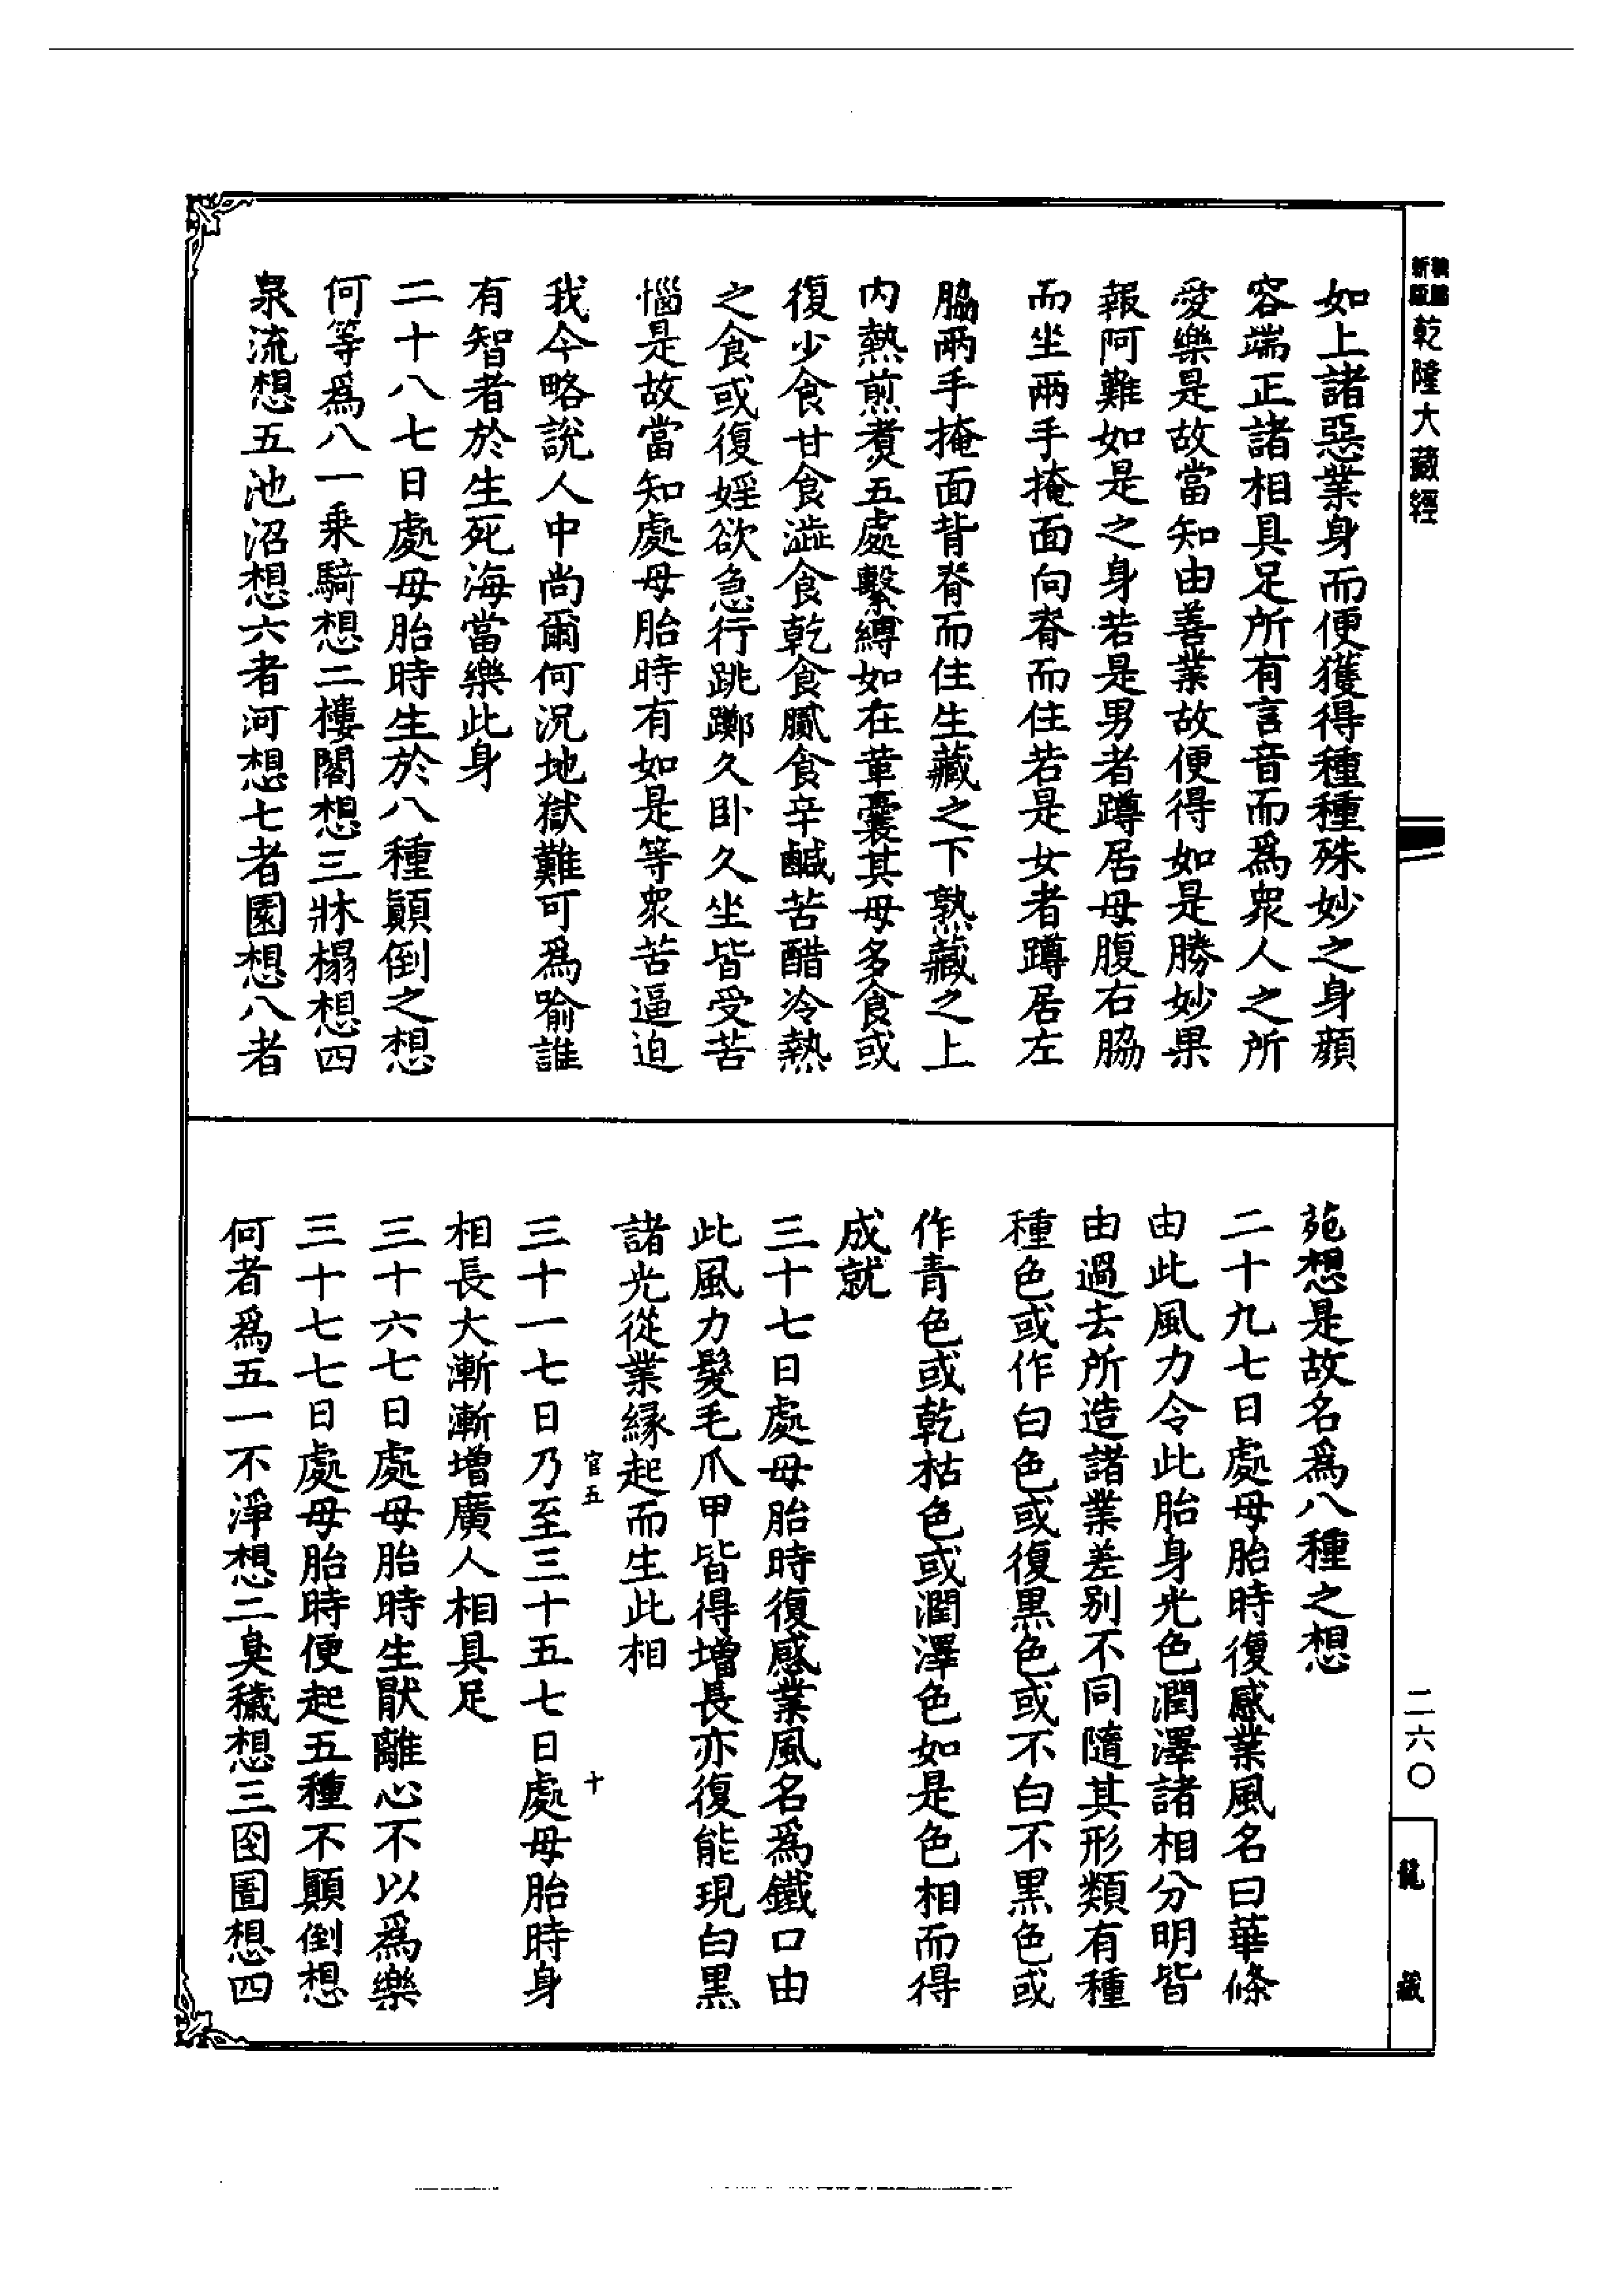 新編縮版乾隆大藏經
如上諸惡業身而便獲得種種殊妙之身顏
容端正諸相具足所有言音而爲衆人之所
愛樂是故當知由善業故便得如是勝妙果
報阿難如是之身若是男者蹲居母腹右脇
而坐兩手掩面向脊而住若是女者蹲居左
脇兩手掩面背脊而住生藏之下熟藏之上
內熱煎煑五處繫縛如在革囊其母多食或
復少食甘食澁食乾食膩食辛鹹苦醋冷熱
之食或復婬欲急行跳躑久卧久坐皆受苦
惱是故當知處母胎時有如是等衆苦逼迫
我今略說人中尚爾何況地獄難可爲喻誰
有智者於生死海當樂此身
二十八七日處母胎時生於八種顚倒之想
何等爲八一乘騎想二樓閣想三牀榻想四
泉流想五池沼想六者河想七者園想八者
苑想是故名爲八種之想
二十九七日處母胎時復感業風名曰華條
由此風力令此胎身光色潤澤諸相分明皆
由過去所造諸業差別不同隨其形類有種
種色或作白色或復黒色或不白不黒色或
作青色或乾枯色或潤澤色如是色相而得
成就
三十七日處母胎時復感業風名爲鐵口由
此風力髮毛爪甲皆得增長亦復能現白黒
諸光從業緣起而生此相
官五 十
三十一七日乃至三十五七日處母胎時身
相長大漸漸增廣人相具足
三十六七日處母胎時生猒離心不以爲樂
三十七七日處母胎時便起五種不顚倒想
何者爲五一不淨想二臭穢想三囹圄想四
二六〇
龍藏